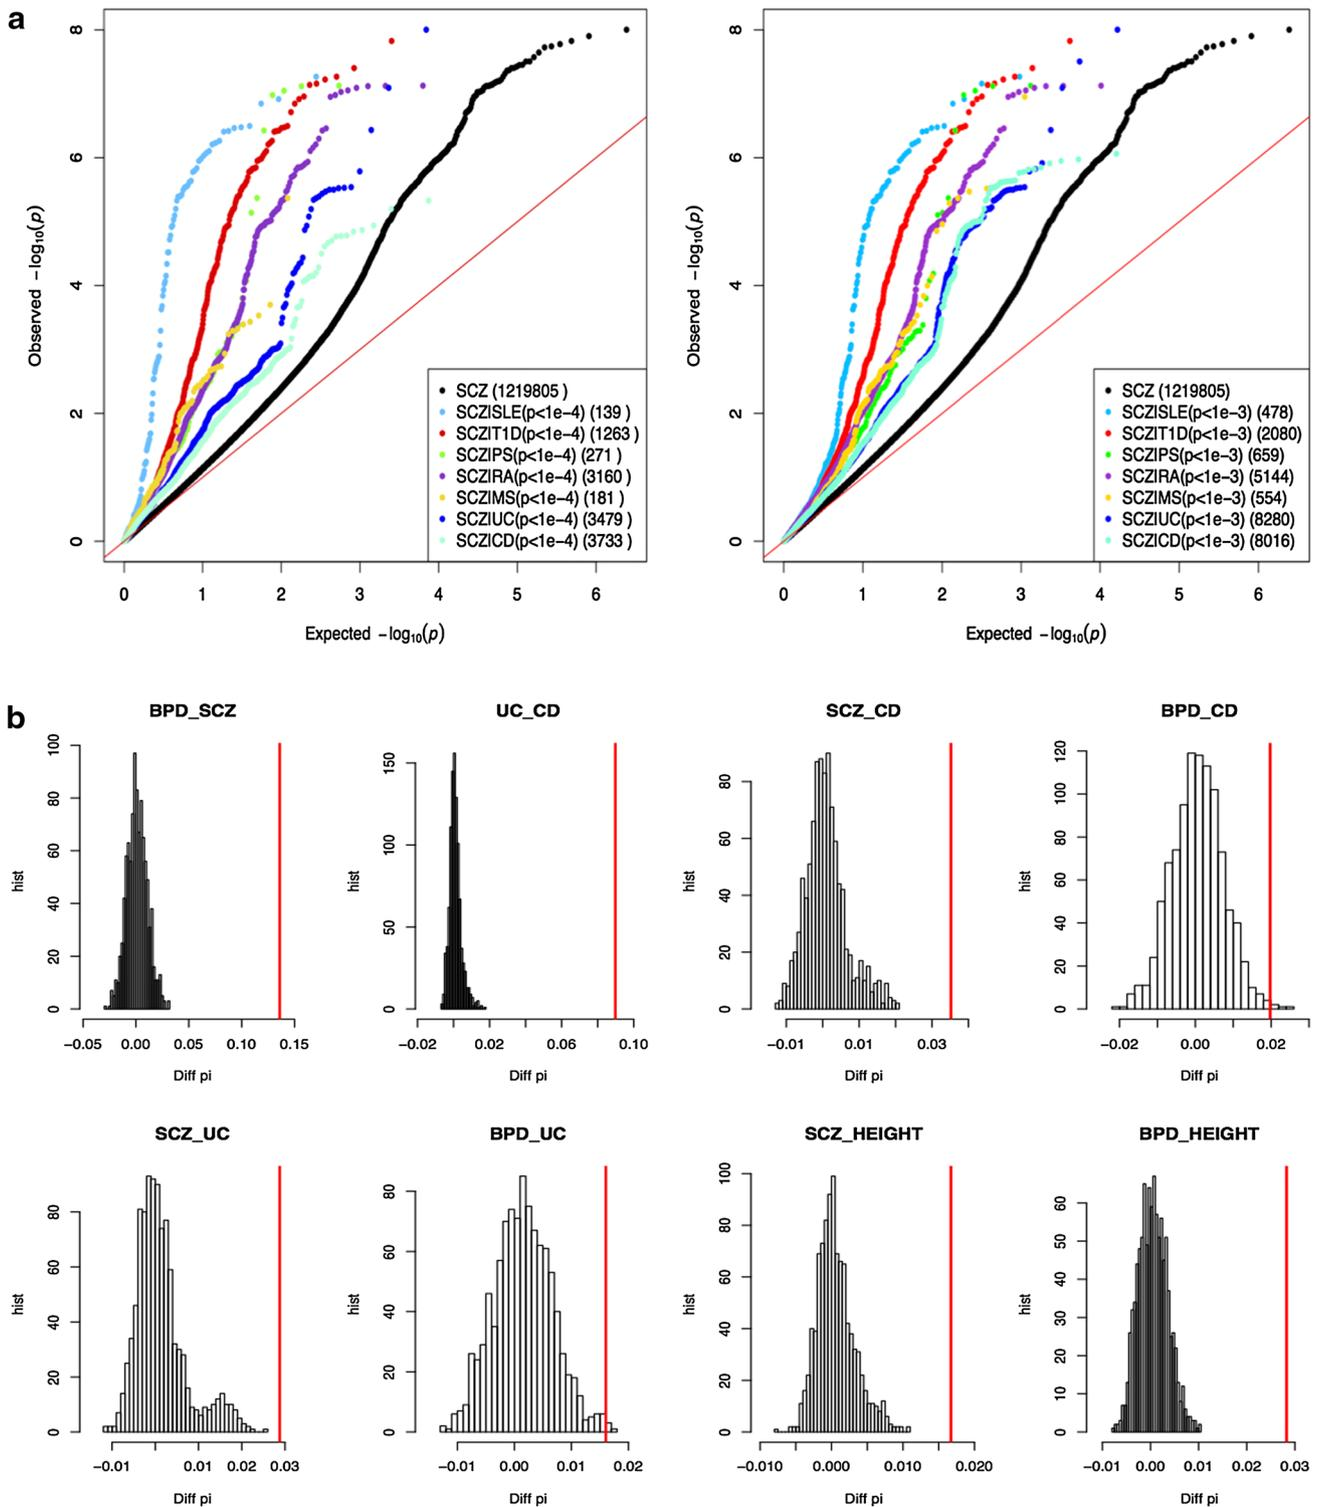 a
8
6
4
2
0
Observed −log10(p)
SCZ (1219805 )
SCZISLE(p<1e−4) (139 )
SCZIT1D(p<1e−4) (1263 )
SCZIPS(p<1e−4) (271 )
SCZIRA(p<1e−4) (3160 )
SCZIMS(p<1e−4) (181 )
SCZIUC(p<1e−4) (3479 )
SCZICD(p<1e−4) (3733 )
0 1 2 3 4 5 6
Expected −log10(p)
8
6
4
2
0
Observed −log10(p)
SCZ (1219805)
SCZISLE(p<1e−3) (478)
SCZIT1D(p<1e−3) (2080)
SCZIPS(p<1e−3) (659)
SCZIRA(p<1e−3) (5144)
SCZIMS(p<1e−3) (554)
SCZIUC(p<1e−3) (8280)
SCZICD(p<1e−3) (8016)
0 1 2 3 4 5 6
Expected −log10(p)
b
BPD_SCZ
100
80
60
40
20
0
hist
−0.05 0.00 0.05 0.10 0.15
Diff pi
UC_CD
150
100
50
0
hist
−0.02 0.02 0.06 0.10
Diff pi
SCZ_CD
80
60
40
20
0
hist
−0.01 0.01 0.03
Diff pi
BPD_CD
120
100
80
60
40
20
0
hist
−0.02 0.00 0.02
Diff pi
SCZ_UC
80
60
40
20
0
hist
−0.01 0.01 0.02 0.03
Diff pi
BPD_UC
80
60
40
20
0
hist
−0.01 0.00 0.01 0.02
Diff pi
SCZ_HEIGHT
100
80
60
40
20
0
hist
−0.010 0.000 0.010 0.020
Diff pi
BPD_HEIGHT
60
50
40
30
20
10
0
hist
−0.01 0.00 0.01 0.02 0.03
Diff pi